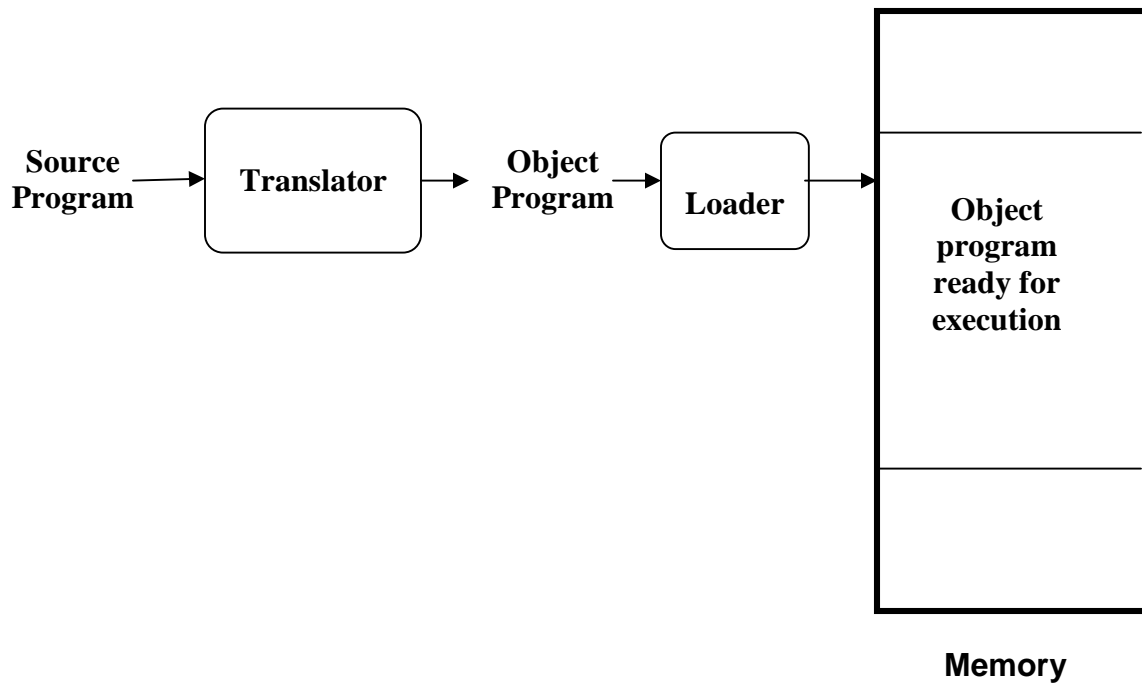 Source
Program
Translator
Object
Program
Loader
Object
program
ready for
execution
Memory